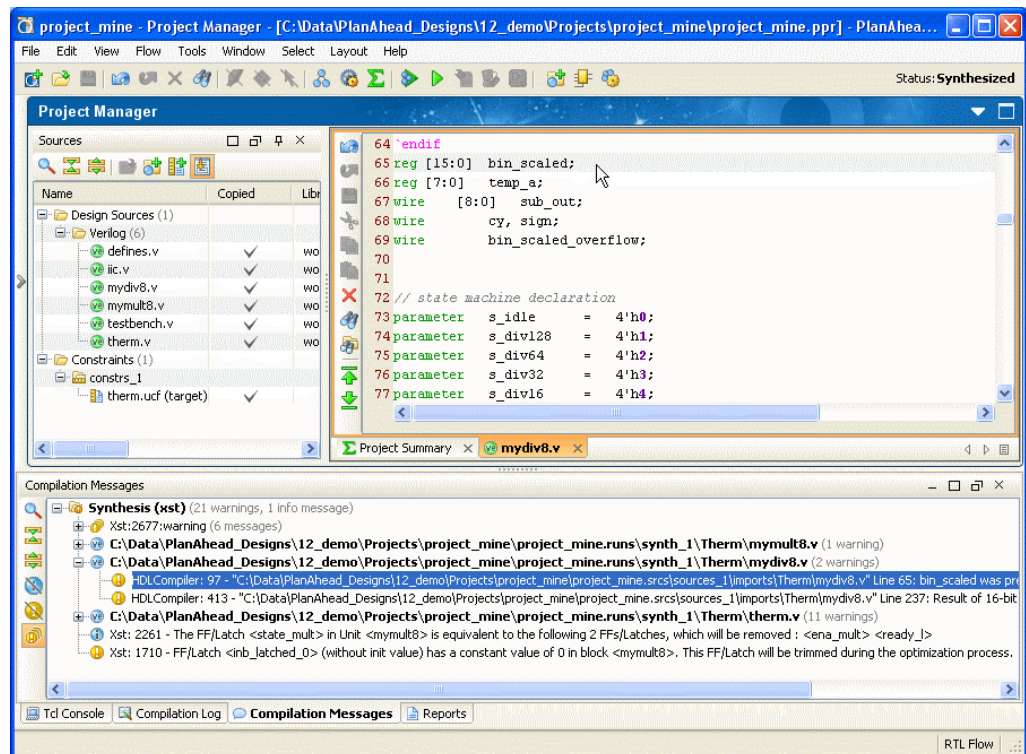 project_mine - Project Manager - [C:\Data\PlanAhead_Designs\12_demo\Projects\project_mine\project_mine.ppr] - PlanAhea...
File Edit View Flow Tools Window Select Layout Help
Status: Synthesized
Project Manager
Sources
Name Copied Libr
Design Sources (1)
Verilog (6)
defines.v wo
iic.v wo
mydiv8.v wo
mymult8.v wo
testbench.v wo
therm.v wo
Constraints (1)
constrs_1
therm.ucf (target)
64 `endif
65 reg [15:0] bin_scaled;
66 reg [7:0] temp_a;
67 wire [8:0] sub_out;
68 wire cy, sign;
69 wire bin_scaled_overflow;
70
71
72 // state machine declaration
73 parameter s_idle = 4'h0;
74 parameter s_div128 = 4'h1;
75 parameter s_div64 = 4'h2;
76 parameter s_div32 = 4'h3;
77 parameter s_div16 = 4'h4;
Project Summary mydiv8.v
Compilation Messages
Synthesis (xst) (21 warnings, 1 info message)
Xst:2677:warning (6 messages)
C:\Data\PlanAhead_Designs\12_demo\Projects\project_mine\project_mine.runs\synth_1\Therm\mymult8.v (1 warning)
C:\Data\PlanAhead_Designs\12_demo\Projects\project_mine\project_mine.runs\synth_1\Therm\mydiv8.v (2 warnings)
HDLCompiler: 97 - "C:\Data\PlanAhead_Designs\12_demo\Projects\project_mine\project_mine.srcs\sources_1\imports\Therm\mydiv8.v" Line 65: bin_scaled was pre
HDLCompiler: 413 - "C:\Data\PlanAhead_Designs\12_demo\Projects\project_mine\project_mine.srcs\sources_1\imports\Therm\mydiv8.v" Line 237: Result of 16-bit
C:\Data\PlanAhead_Designs\12_demo\Projects\project_mine\project_mine.runs\synth_1\Therm\therm.v (11 warnings)
Xst: 2261 - The FF/Latch <state_mult> in Unit <mymult8> is equivalent to the following 2 FFs/Latches, which will be removed : <ena_mult> <ready_l>
Xst: 1710 - FF/Latch <inb_latched_0> (without init value) has a constant value of 0 in block <mymult8>. This FF/Latch will be trimmed during the optimization process.
Tcl Console Compilation Log Compilation Messages Reports
RTL Flow